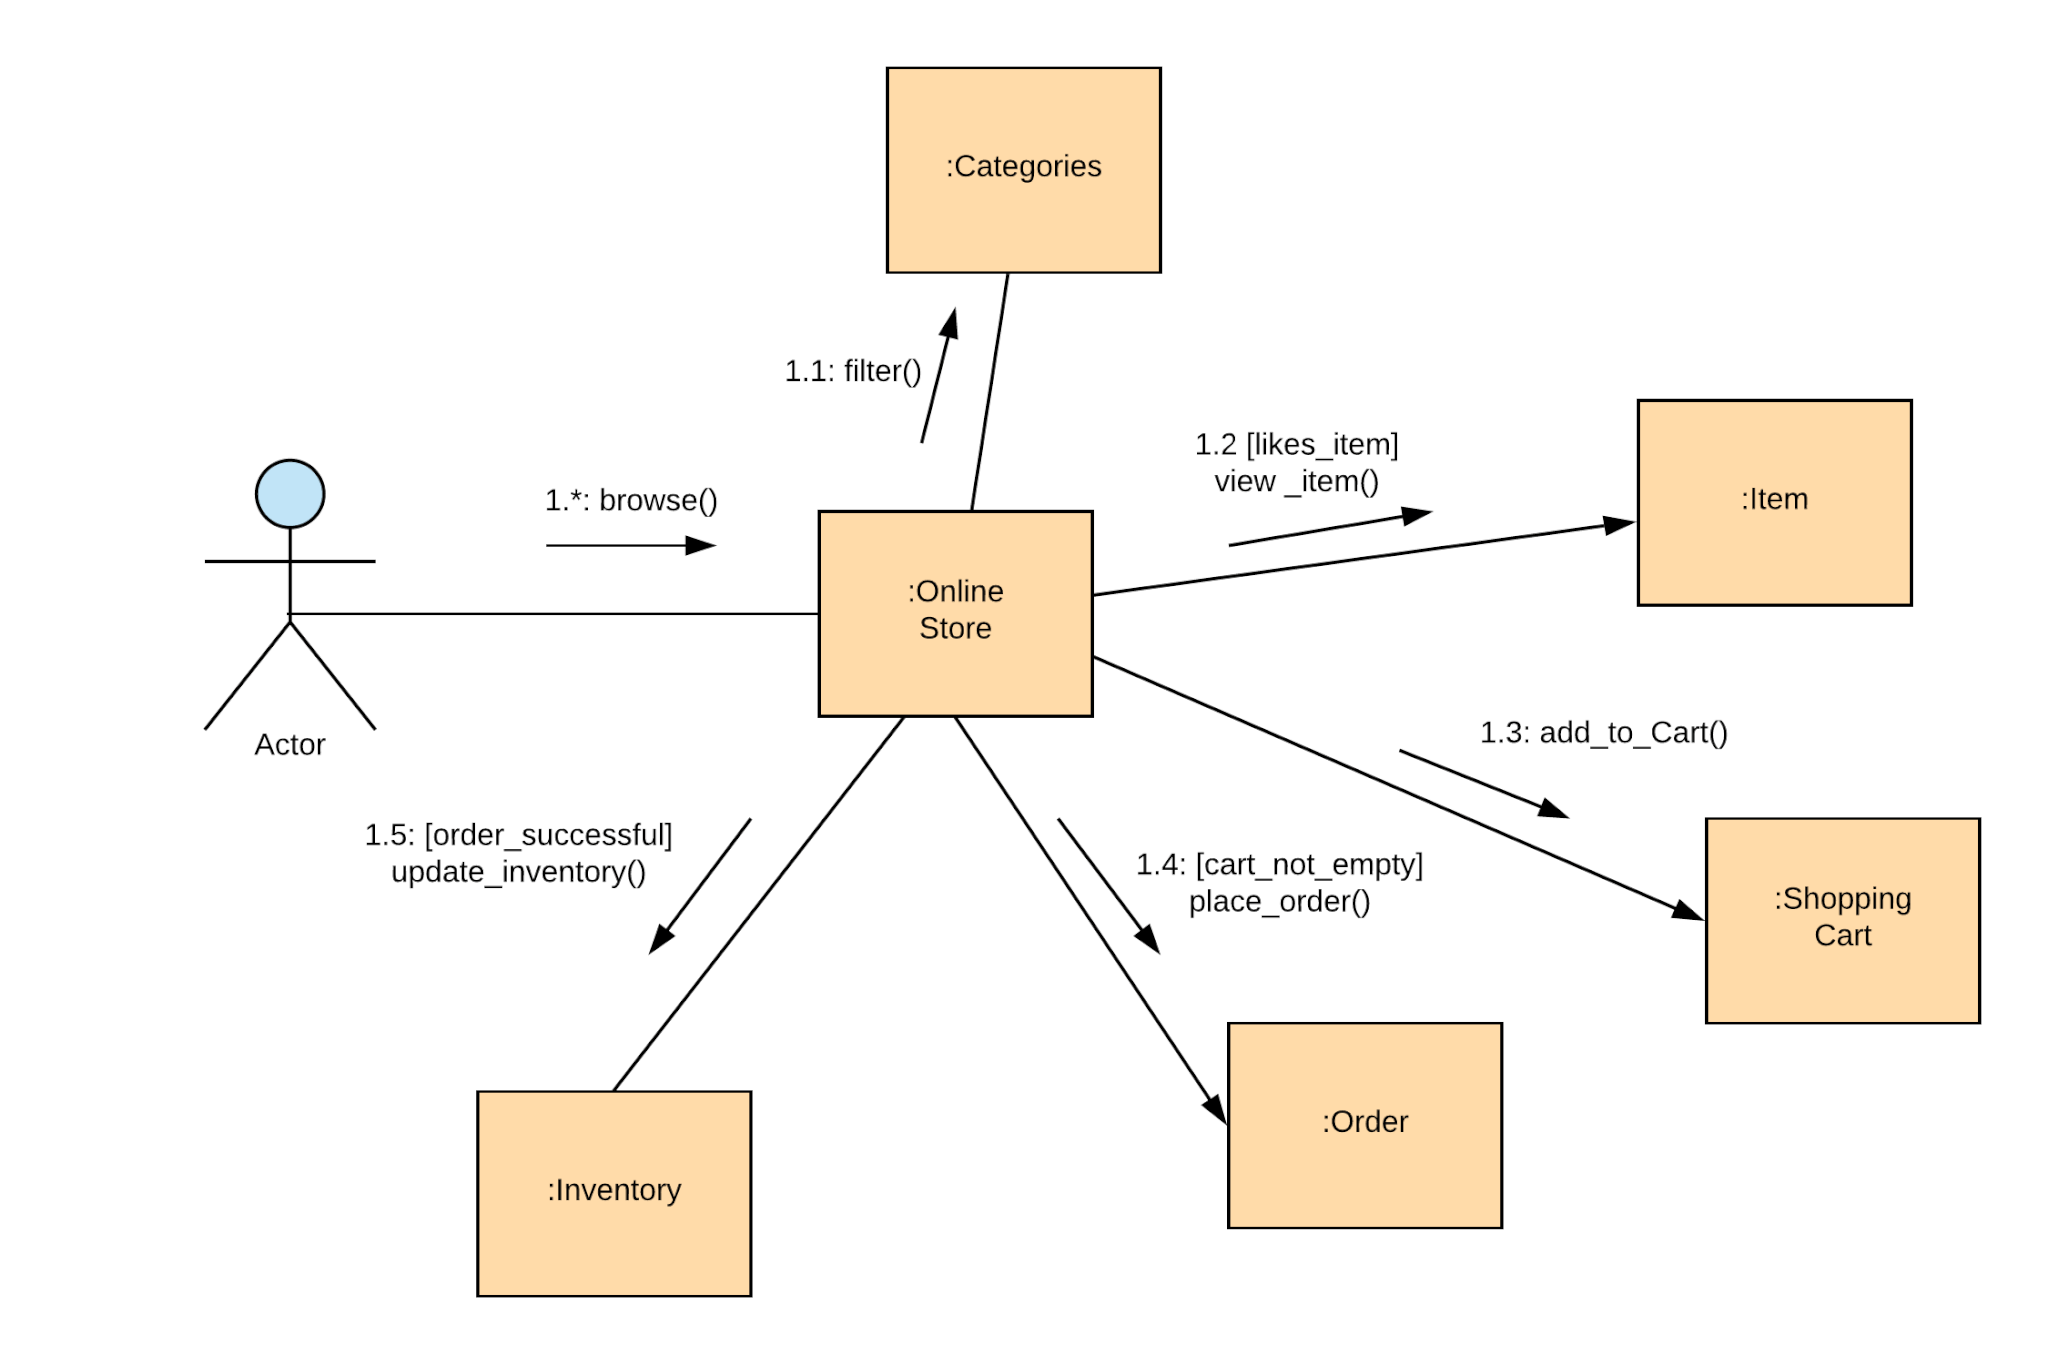 :Categories
1.1: filter()
1.2 [likes_item]
view _item()
:Item
1.*: browse()
:Online
Store
Actor
1.3: add_to_Cart()
1.5: [order_successful]
update_inventory()
1.4: [cart_not_empty]
place_order()
:Shopping
Cart
:Order
:Inventory